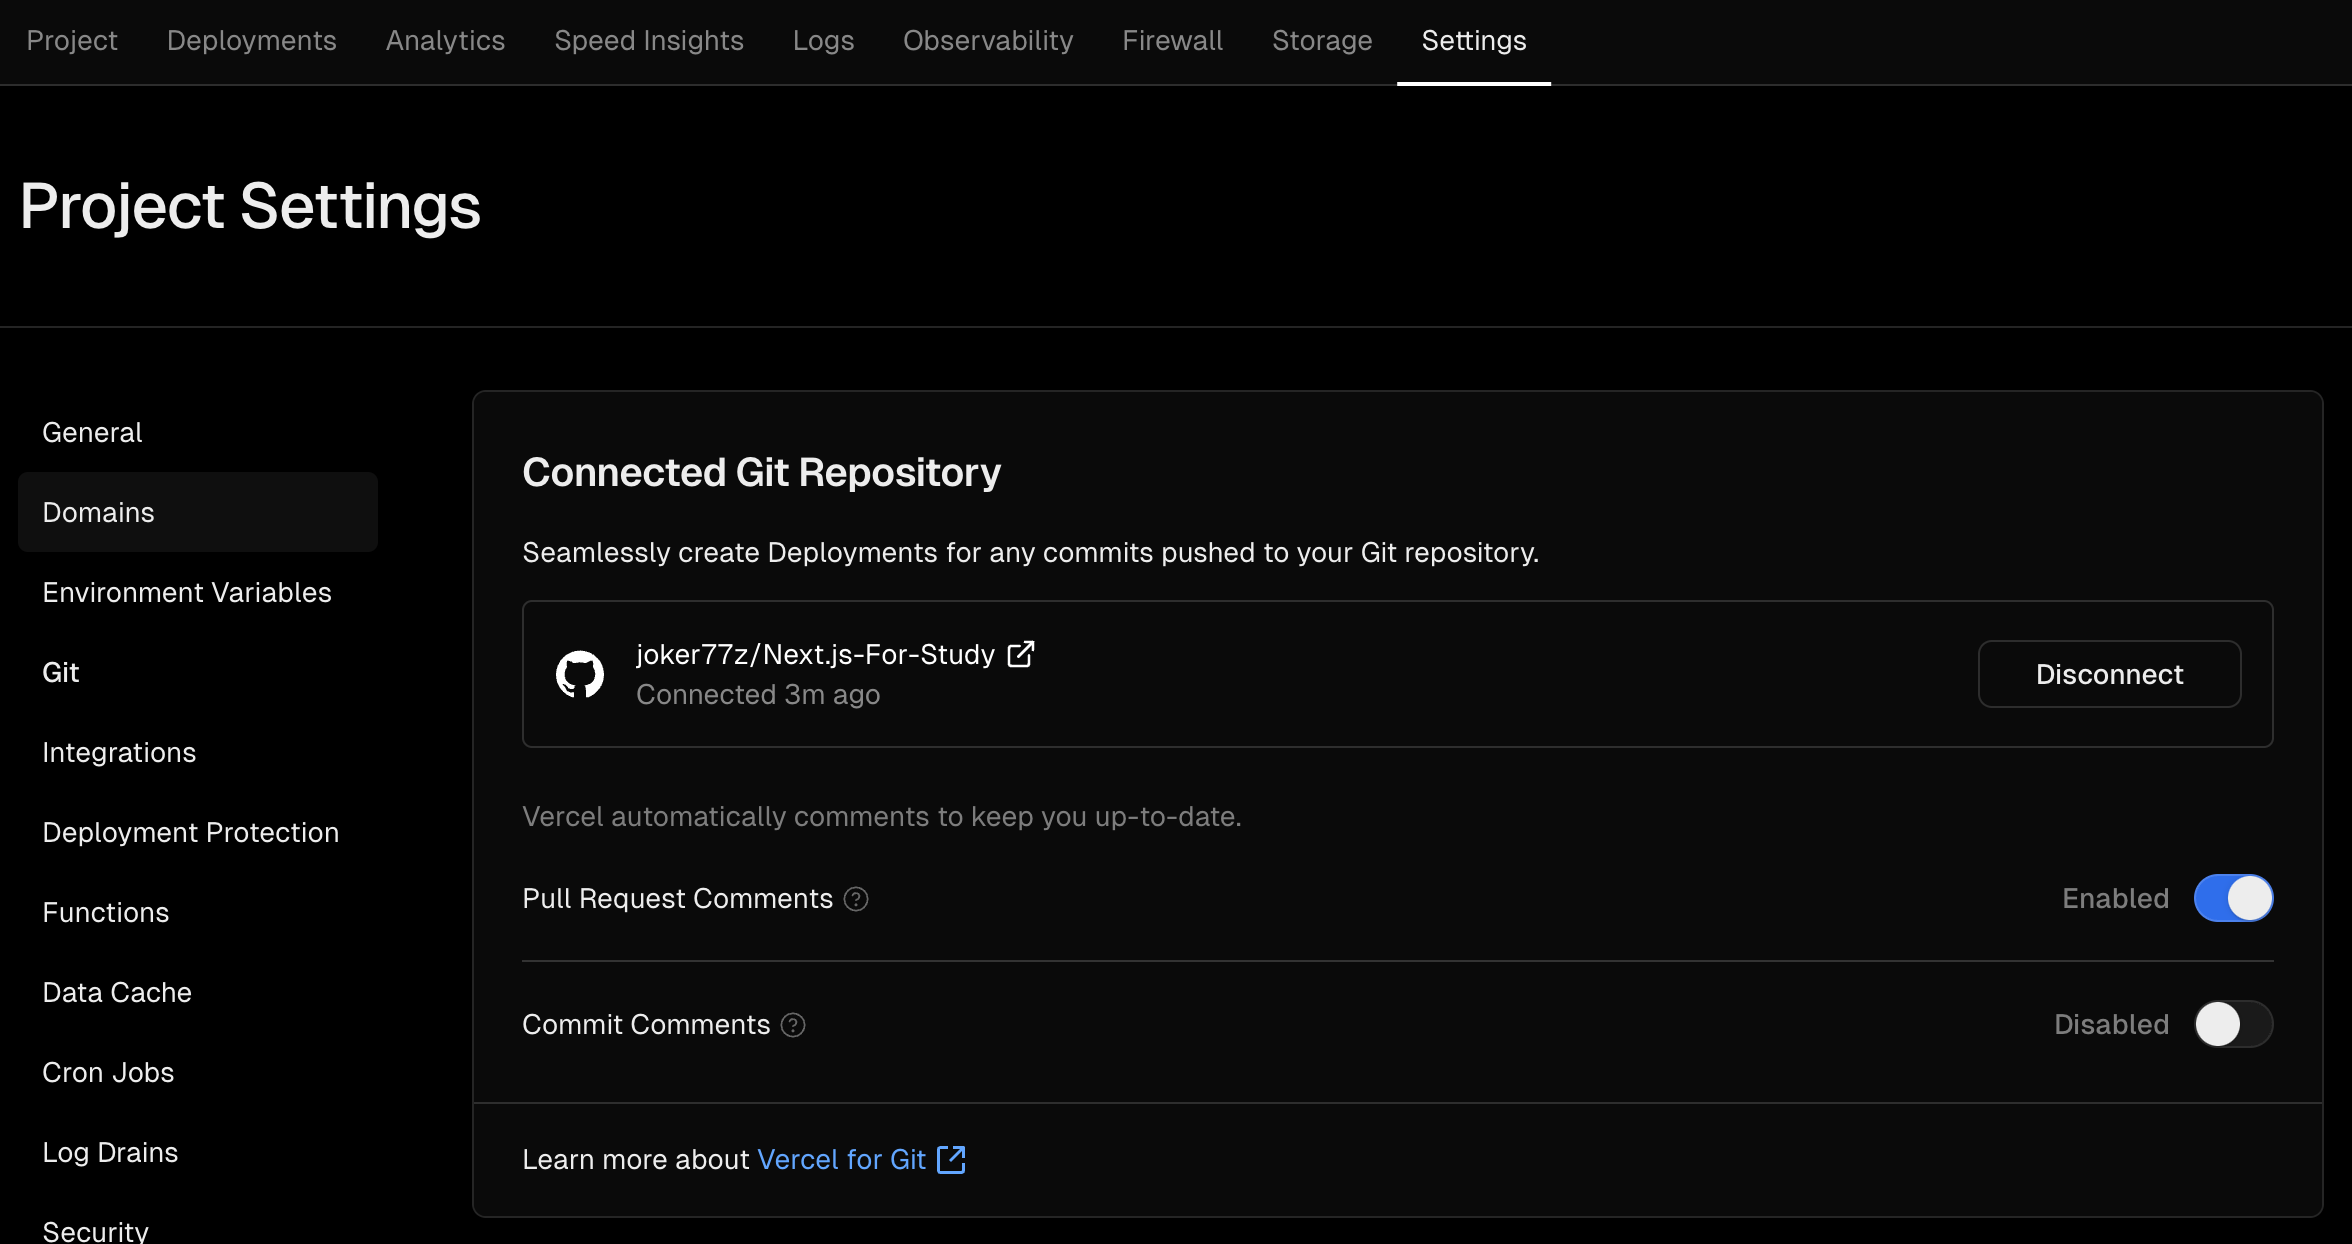 Project Deployments Analytics Speed Insights Logs Observability Firewall Storage Settings
Project Settings
General
Domains
Environment Variables
Git
Integrations
Deployment Protection
Functions
Data Cache
Cron Jobs
Log Drains
Security
Connected Git Repository
Seamlessly create Deployments for any commits pushed to your Git repository.
joker77z/Next.js-For-Study
Connected 3m ago
Disconnect
Vercel automatically comments to keep you up-to-date.
Pull Request Comments ?
Enabled
Commit Comments ?
Disabled
Learn more about Vercel for Git